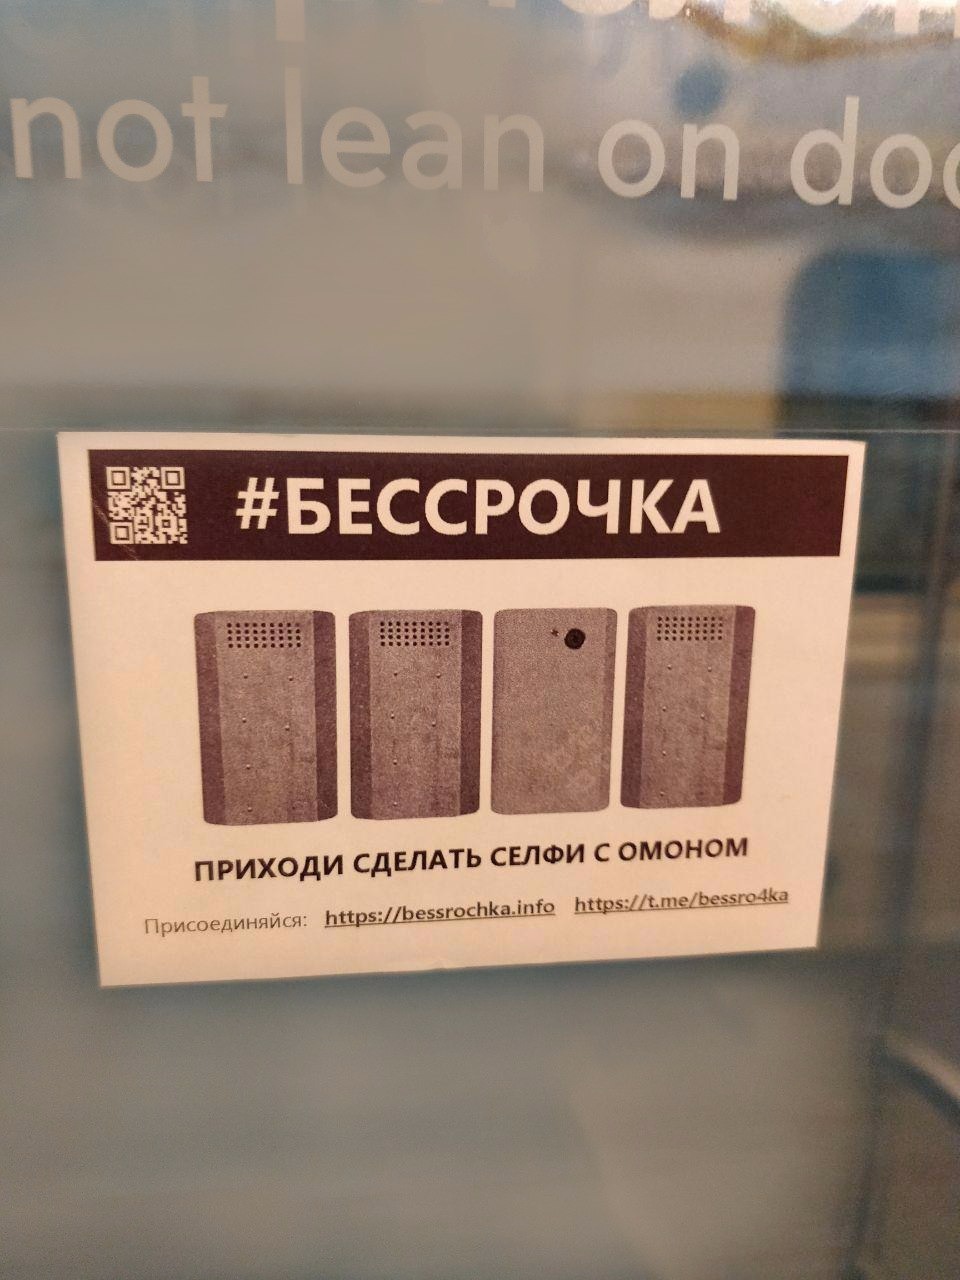 not lean on doo
#БЕССРОЧКА
ПРИХОДИ СДЕЛАТЬ СЕЛФИ С ОМОНОМ
Присоединяйся: https://bessrochka.info https://t.me/bessro4ka